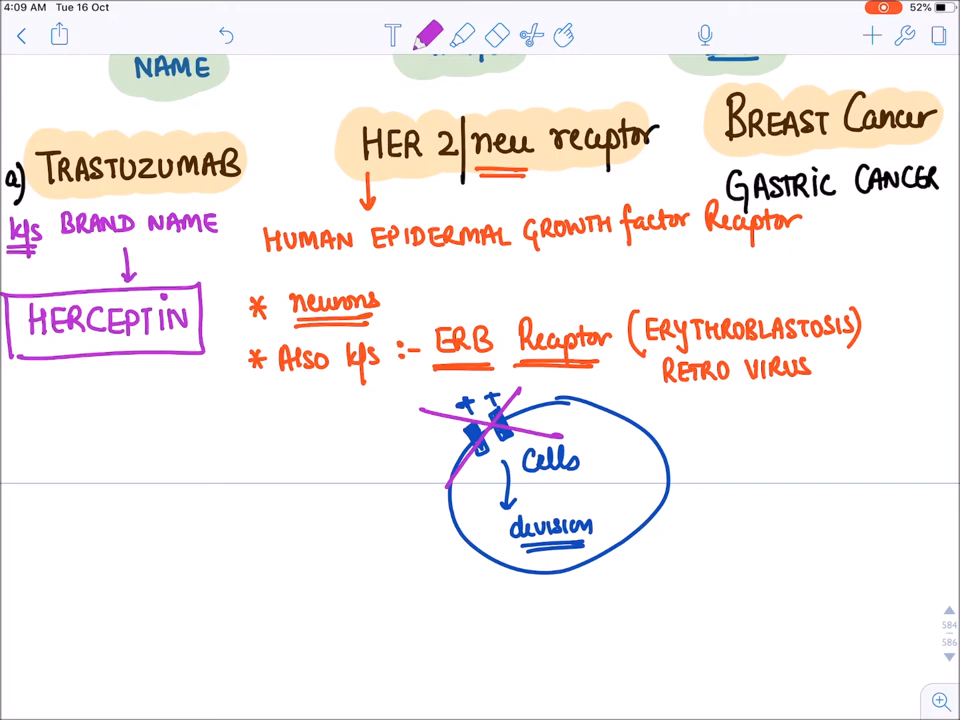 4:09 AM Tue 16 Oct
52%
T
NAME
a) TRASTUZUMAB
HER 2|neu receptor
BREAST Cancer
GASTRIC CANCER
k/s BRAND NAME
HUMAN EPIDERMAL GROWTH factor Receptor
HERCEPTIN
* neurons
* Also k/s :- ERB Receptor (ERYTHROBLASTOSIS)
RETRO VIRUS
+ +
Cells
devision
584
586